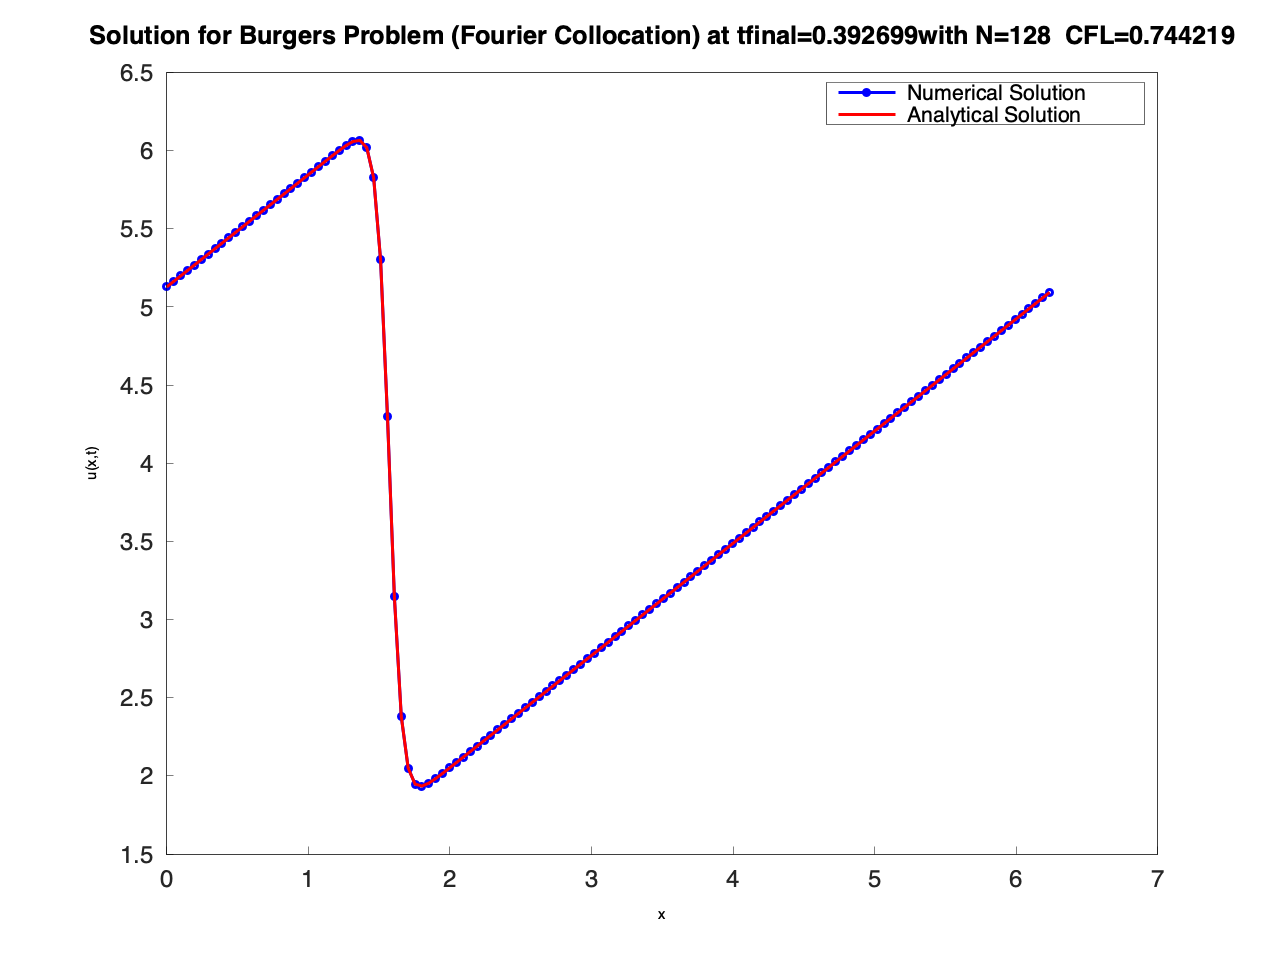 Solution for Burgers Problem (Fourier Collocation) at tfinal=0.392699with N=128  CFL=0.744219
6.5
6
5.5
5
4.5
4
3.5
3
2.5
2
1.5
u(x,t)
Numerical Solution
Analytical Solution
0 1 2 3 4 5 6 7
x